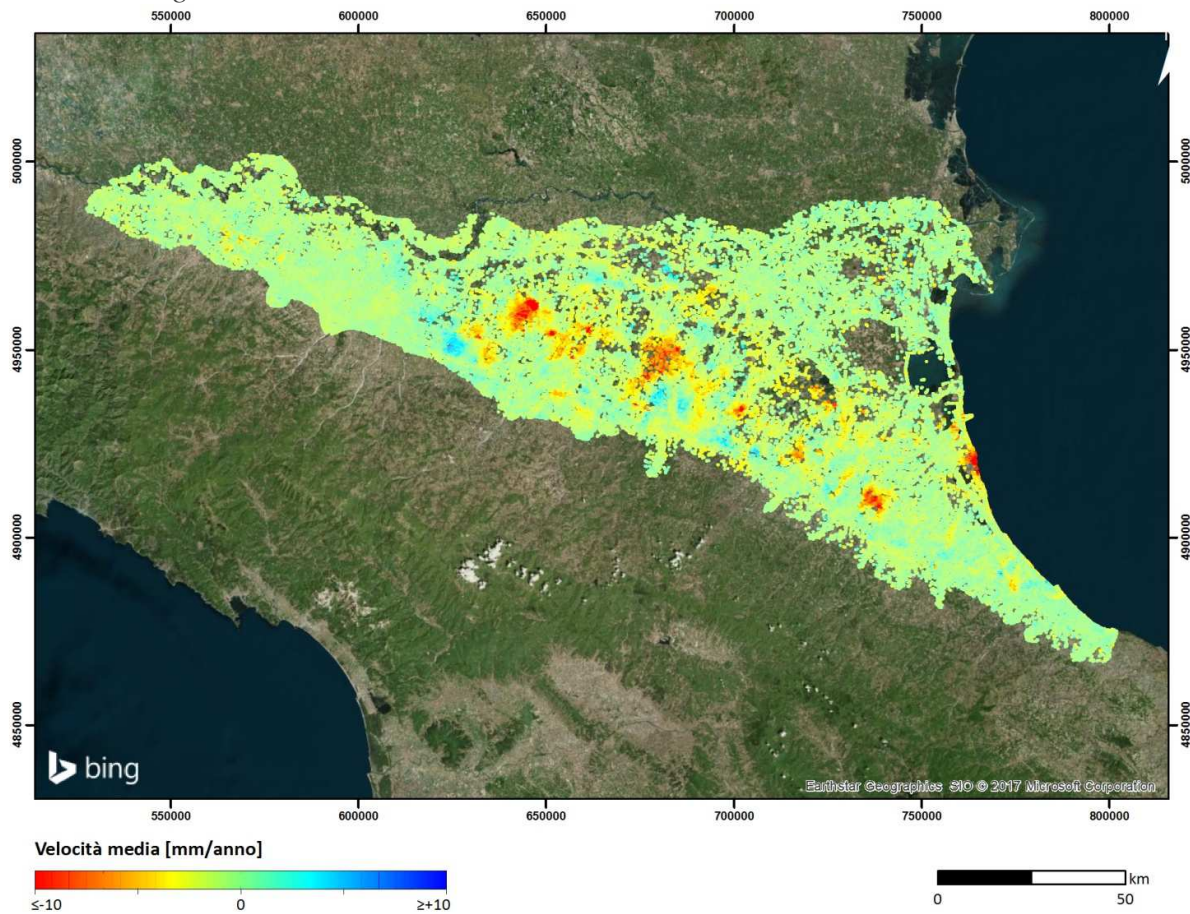 550000 600000 650000 700000 750000 800000
5000000 5000000
4950000 4950000
4900000 4900000
4850000 4850000
bing
Earthstar Geographics SIO © 2017 Microsoft Corporation
550000 600000 650000 700000 750000 800000
Velocità media [mm/anno]
≤-10 0 ≥+10
km
0 50